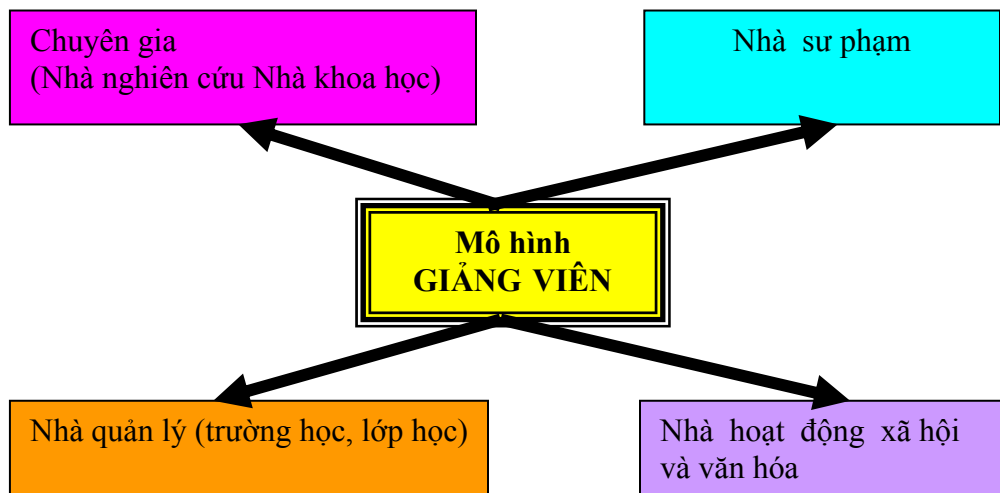 Chuyên gia
(Nhà nghiên cứu Nhà khoa học)
Nhà sư phạm
Mô hình
GIẢNG VIÊN
Nhà quản lý (trường học, lớp học)
Nhà hoạt động xã hội
và văn hóa